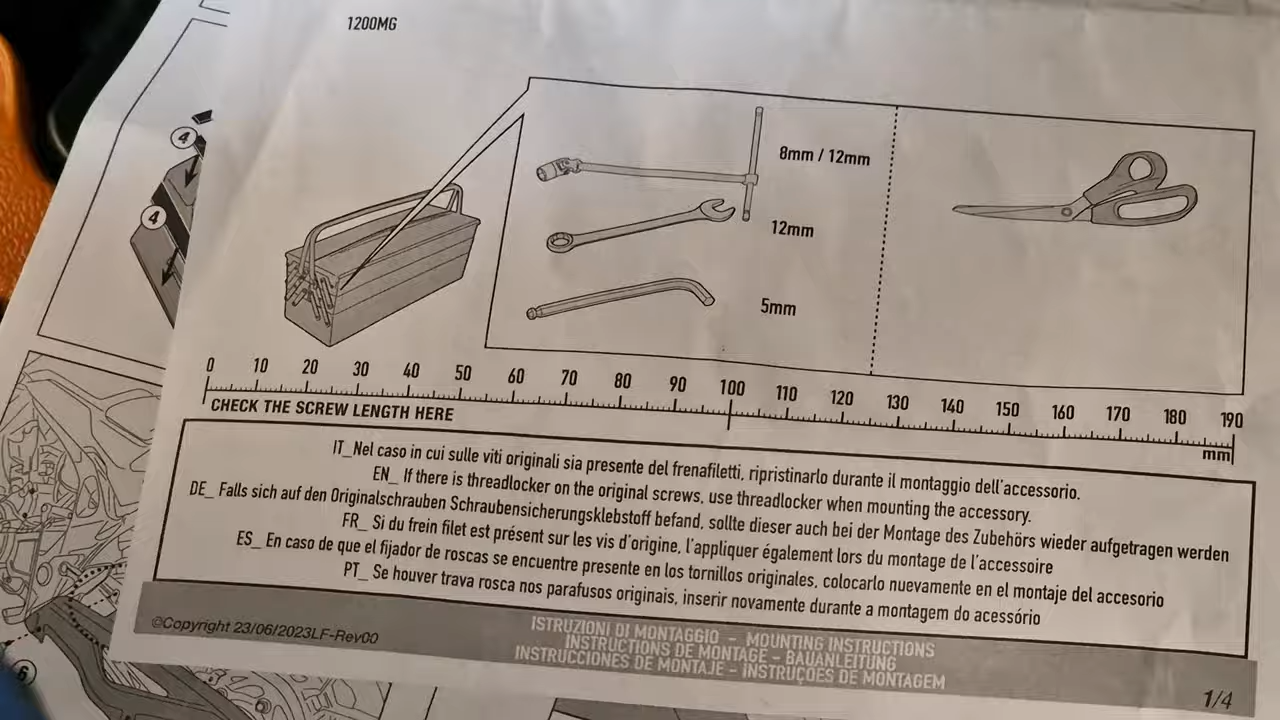 1200MG
4
4
8mm / 12mm
12mm
5mm
0 10 20 30 40 50 60 70 80 90 100 110 120 130 140 150 160 170 180 190
mm
CHECK THE SCREW LENGTH HERE
IT_Nel caso in cui sulle viti originali sia presente del frenafiletti, ripristinarlo durante il montaggio dell'accessorio.
EN_ If there is threadlocker on the original screws, use threadlocker when mounting the accessory.
DE_ Falls sich auf den Originalschrauben Schraubensicherungsklebstoff befand, sollte dieser auch bei der Montage des Zubehörs wieder aufgetragen werden
FR_ Si du frein filet est présent sur les vis d'origine, l'appliquer également lors du montage de l'accessoire
ES_ En caso de que el fijador de roscas se encuentre presente en los tornillos originales, colocarlo nuevamente en el montaje del accesorio
PT_ Se houver trava rosca nos parafusos originais, inserir novamente durante a montagem do acessório
©Copyright 23/06/2023LF-Rev00
ISTRUZIONI DI MONTAGGIO - MOUNTING INSTRUCTIONS
INSTRUCTIONS DE MONTAGE - BAUANLEITUNG
INSTRUCCIONES DE MONTAJE - INSTRUÇOES DE MONTAGEM
6
1/4